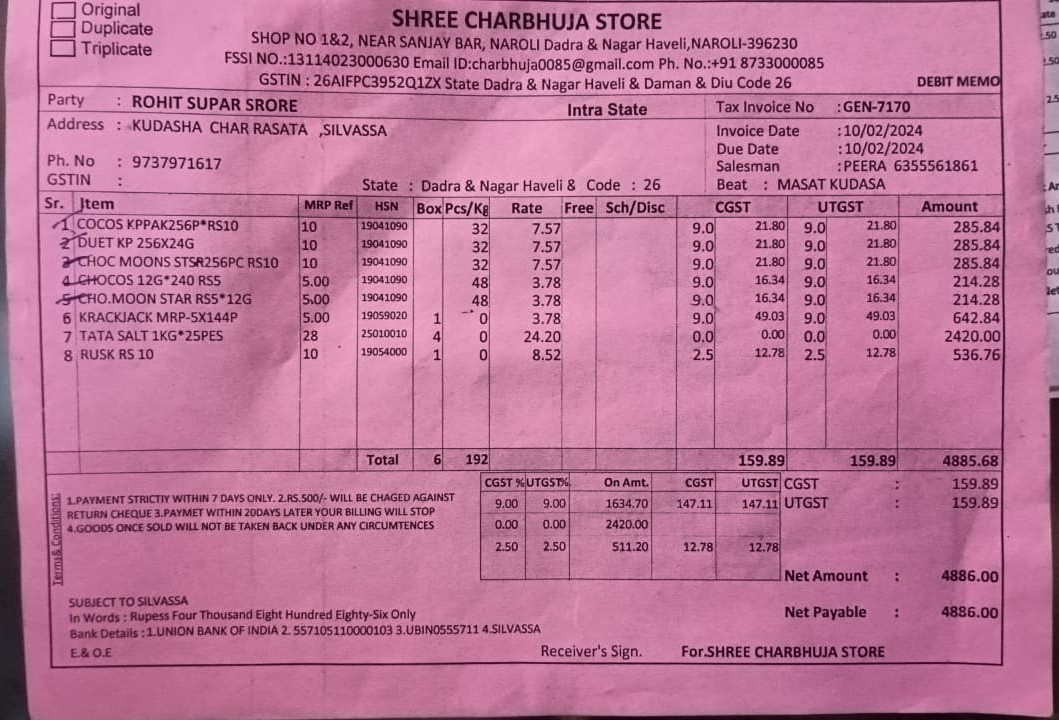 Original
Duplicate
Triplicate
SHREE CHARBHUJA STORE
SHOP NO 1&2, NEAR SANJAY BAR, NAROLI Dadra & Nagar Haveli,NAROLI-396230
FSSI NO.:13114023000630 Email ID:charbhuja0085@gmail.com Ph. No.:+91 8733000085
GSTIN : 26AIFPC3952Q1ZX State Dadra & Nagar Haveli & Daman & Diu Code 26 DEBIT MEMO
Party : ROHIT SUPAR SRORE Intra State Tax Invoice No :GEN-7170
Address : KUDASHA CHAR RASATA ,SILVASSA Invoice Date :10/02/2024
Due Date :10/02/2024
Ph. No : 9737971617 Salesman :PEERA 6355561861
GSTIN : State : Dadra & Nagar Haveli & Code : 26 Beat : MASAT KUDASA
Sr. Item MRP Ref HSN Box Pcs/Kg Rate Free Sch/Disc CGST UTGST Amount
1 COCOS KPPAK256P*RS10 10 19041090 32 7.57 9.0 21.80 9.0 21.80 285.84
2 DUET KP 256X24G 10 19041090 32 7.57 9.0 21.80 9.0 21.80 285.84
3 CHOC MOONS STSR256PC RS10 10 19041090 32 7.57 9.0 21.80 9.0 21.80 285.84
4 CHOCOS 12G*240 RS5 5.00 19041090 48 3.78 9.0 16.34 9.0 16.34 214.28
5 CHO.MOON STAR RS5*12G 5.00 19041090 48 3.78 9.0 16.34 9.0 16.34 214.28
6 KRACKJACK MRP-5X144P 5.00 19059020 1 0 3.78 9.0 49.03 9.0 49.03 642.84
7 TATA SALT 1KG*25PES 28 25010010 4 0 24.20 0.0 0.00 0.0 0.00 2420.00
8 RUSK RS 10 10 19054000 1 0 8.52 2.5 12.78 2.5 12.78 536.76
Total 6 192 159.89 159.89 4885.68
CGST % UTGST% On Amt. CGST UTGST CGST : 159.89
9.00 9.00 1634.70 147.11 147.11 UTGST : 159.89
0.00 0.00 2420.00
2.50 2.50 511.20 12.78 12.78
Terms& Conditions:
1.PAYMENT STRICTIY WITHIN 7 DAYS ONLY. 2.RS.500/- WILL BE CHAGED AGAINST
RETURN CHEQUE 3.PAYMET WITHIN 20DAYS LATER YOUR BILLING WILL STOP
4.GOODS ONCE SOLD WILL NOT BE TAKEN BACK UNDER ANY CIRCUMTENCES
Net Amount : 4886.00
SUBJECT TO SILVASSA
In Words : Rupess Four Thousand Eight Hundred Eighty-Six Only
Net Payable : 4886.00
Bank Details : 1.UNION BANK OF INDIA 2. 557105110000103 3.UBIN0555711 4.SILVASSA
E.& O.E Receiver's Sign. For.SHREE CHARBHUJA STORE